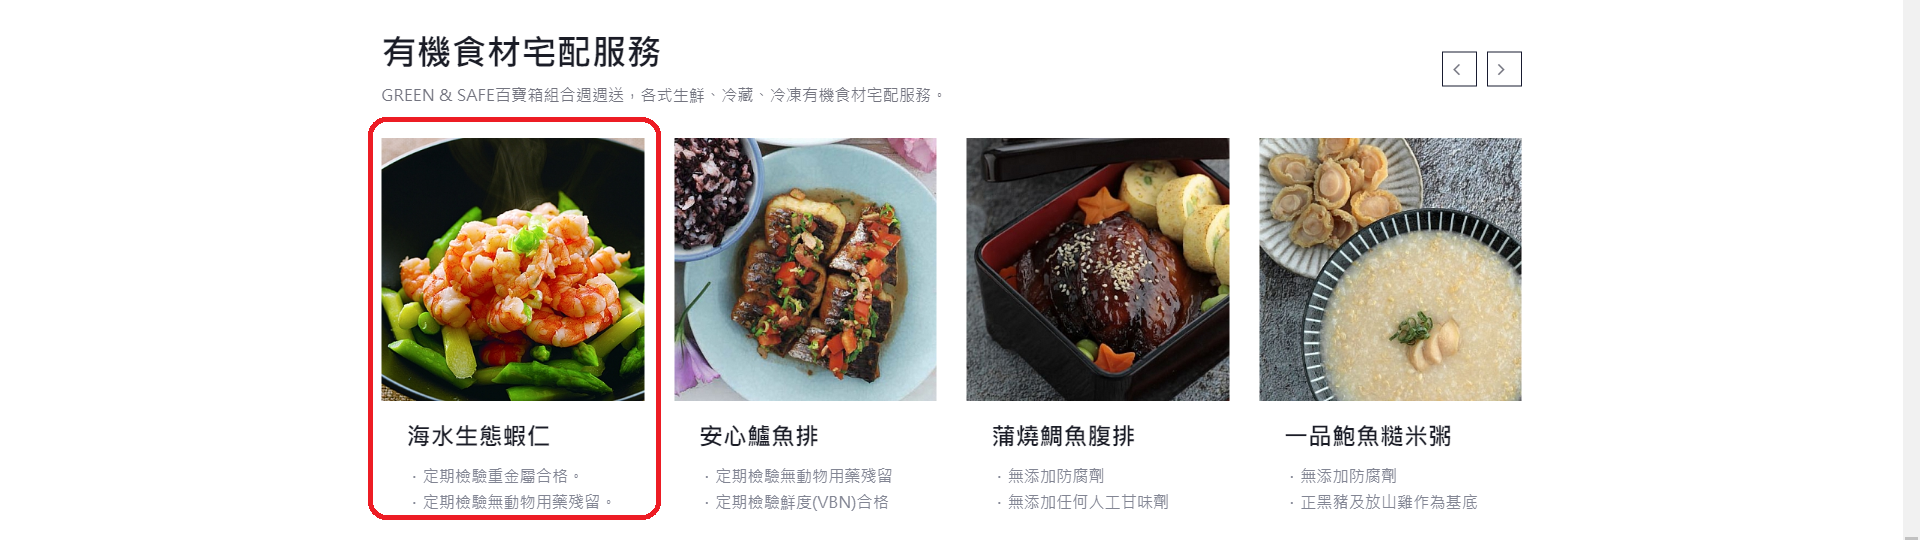 有機食材宅配服務
GREEN & SAFE百寶箱組合週週送，各式生鮮、冷藏、冷凍有機食材宅配服務。
海水生態蝦仁
・定期檢驗重金屬合格。
・定期檢驗無動物用藥殘留。
安心鱸魚排
・定期檢驗無動物用藥殘留
・定期檢驗鮮度(VBN)合格
蒲燒鯛魚腹排
・無添加防腐劑
・無添加任何人工甘味劑
一品鮑魚糙米粥
・無添加防腐劑
・正黑豬及放山雞作為基底